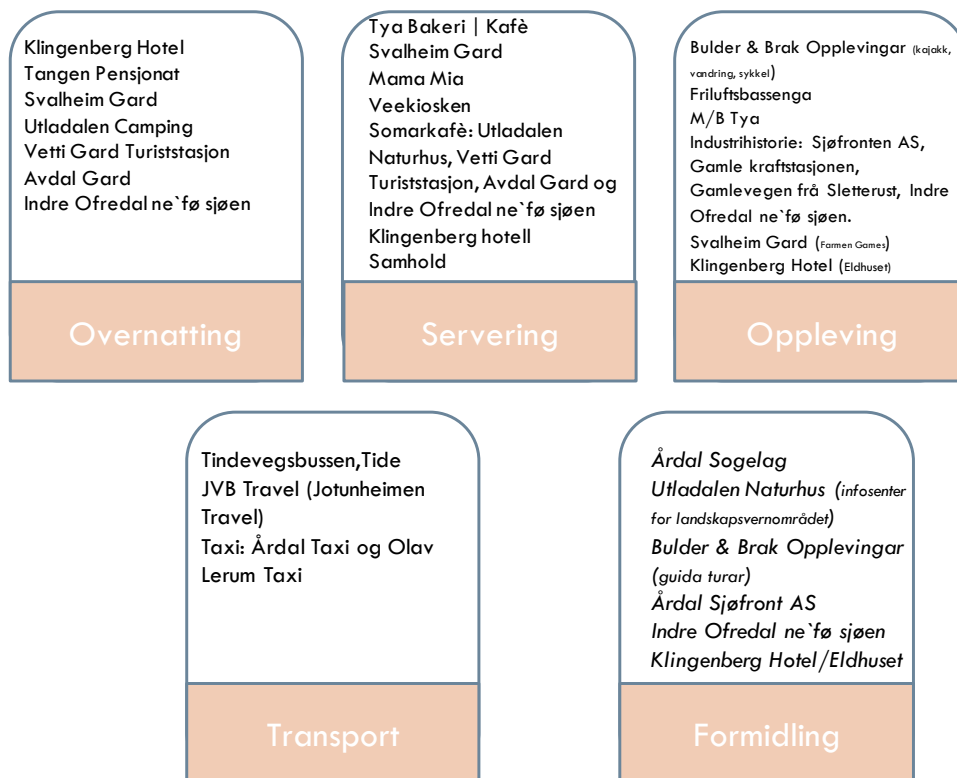 Klingenberg Hotel
Tangen Pensjonat
Svalheim Gard
Utladalen Camping
Vetti Gard Turiststasjon
Avdal Gard
Indre Ofredal ne`fø sjøen
Overnatting
Tya Bakeri | Kafè
Svalheim Gard
Mama Mia
Veekiosken
Somarkafè: Utladalen
Naturhus, Vetti Gard
Turiststasjon, Avdal Gard og
Indre Ofredal ne`fø sjøen
Klingenberg hotell
Samhold
Servering
Bulder & Brak Opplevingar (kajakk,
vandring, sykkel)
Friluftsbassenga
M/B Tya
Industrihistorie: Sjøfronten AS,
Gamle kraftstasjonen,
Gamlevegen frå Sletterust, Indre
Ofredal ne`fø sjøen.
Svalheim Gard (Farmen Games)
Klingenberg Hotel (Eldhuset)
Oppleving
Tindevegsbussen,Tide
JVB Travel (Jotunheimen
Travel)
Taxi: Årdal Taxi og Olav
Lerum Taxi
Transport
Årdal Sogelag
Utladalen Naturhus (infosenter
for landskapsvernområdet)
Bulder & Brak Opplevingar
(guida turar)
Årdal Sjøfront AS
Indre Ofredal ne`fø sjøen
Klingenberg Hotel/Eldhuset
Formidling